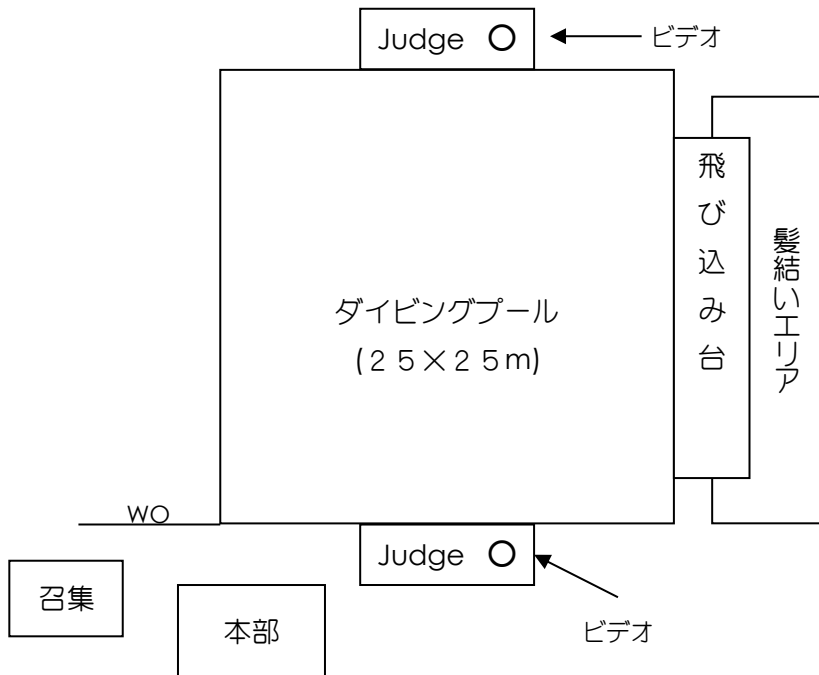 Judge ○
ビデオ
飛び込み台
髪結いエリア
ダイビングプール
(２５×２５m)
WO
Judge ○
召集
本部
ビデオ